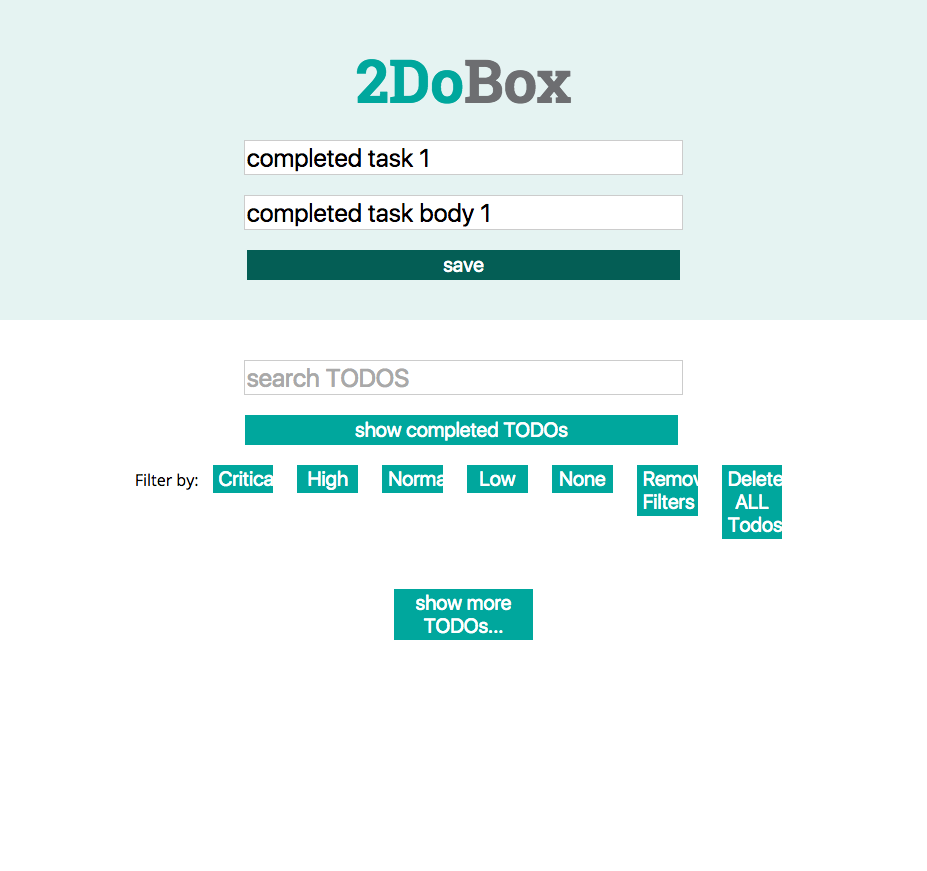 2DoBox
completed task 1
completed task body 1
save
search TODOS
show completed TODOs
Filter by: Critica High Norma Low None Remov Delete
Filters ALL
Todos
show more
TODOs...